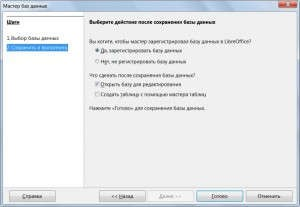 Мастер баз данных
Шаги
1.Выбор базы данных
2.Сохранить и выполнить
Выберите действие после сохранения базы данных
Вы хотите, чтобы мастер зарегистрировал базу данных в LibreOffice?
Да, зарегистрировать базу данных
Нет, не регистрировать базу данных
Что сделать после сохранения базы данных?
Открыть базу для редактирования
Создать таблицу с помощью мастера таблиц
Нажмите «Готово» для сохранения базы данных.
Справка
<< Назад
Далее >>
Готово
Отменить